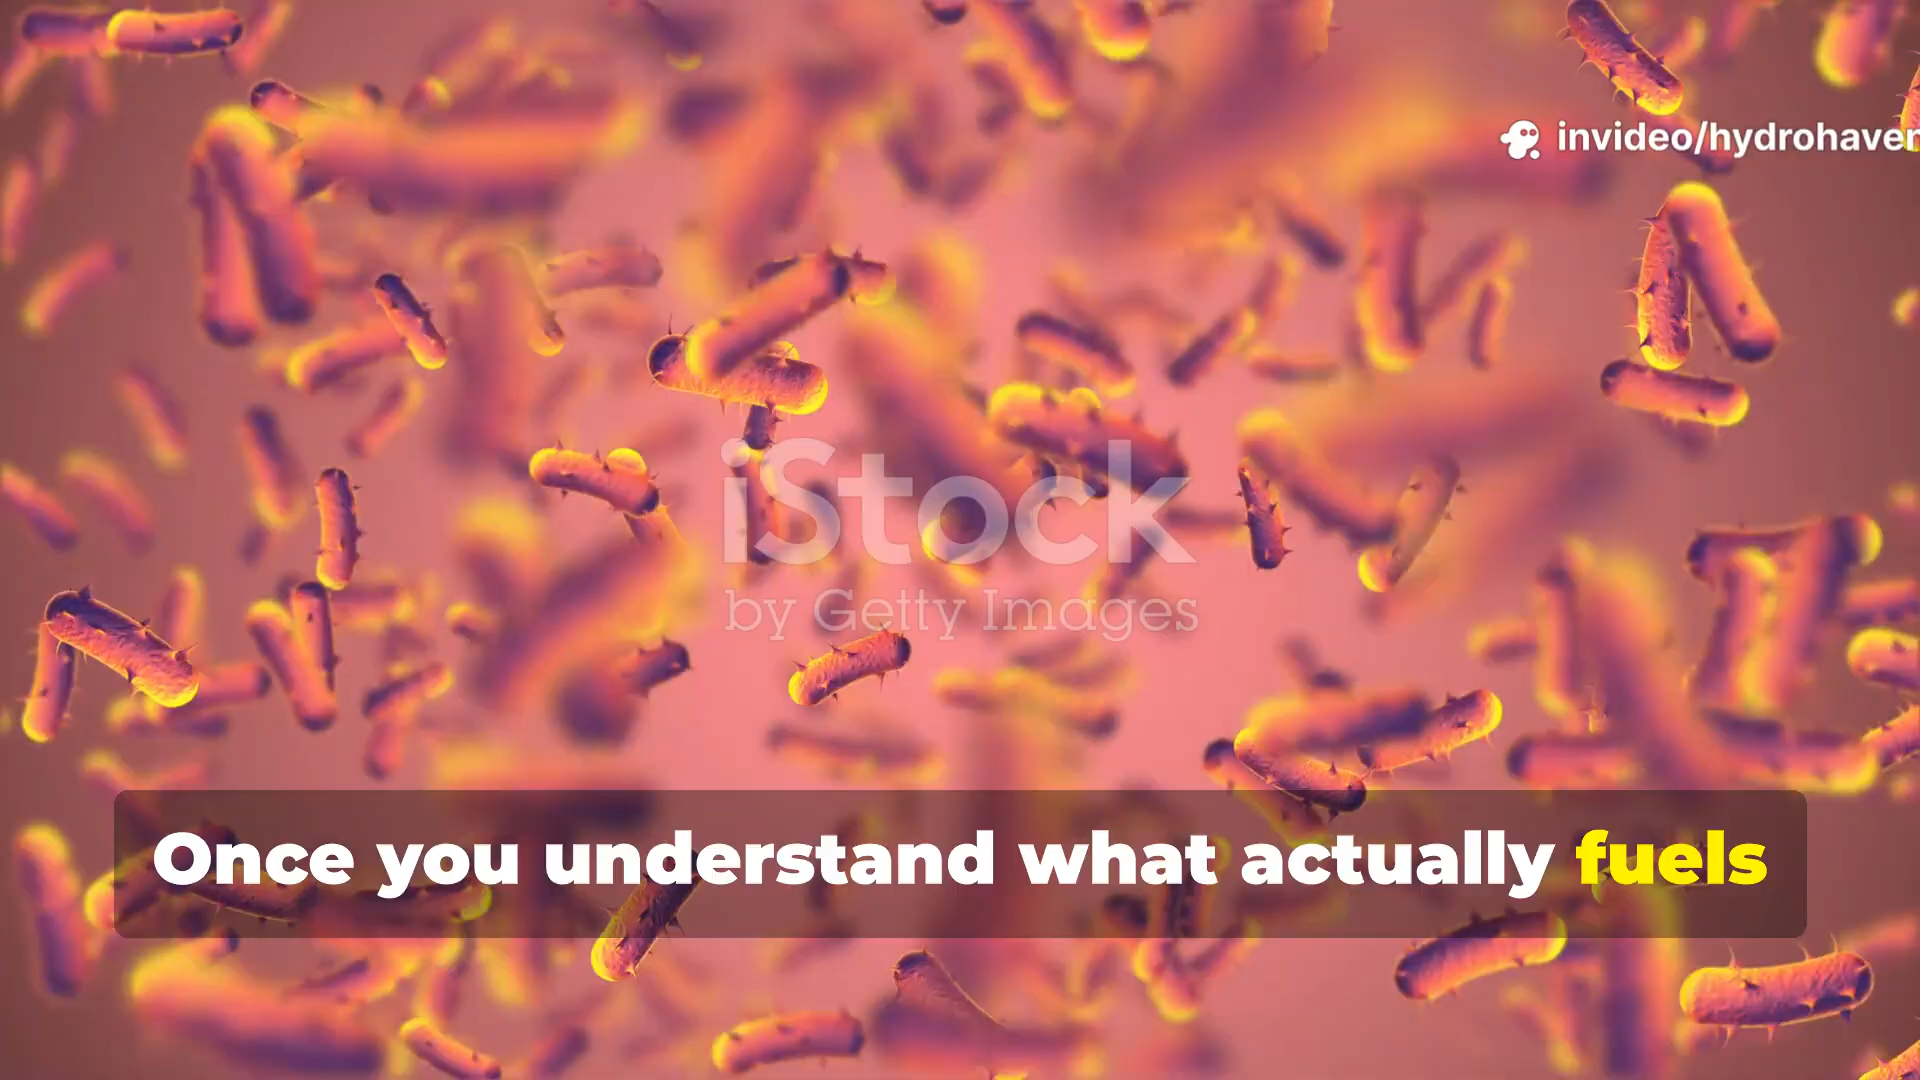 invideo/hydrohaven
iStock
by Getty Images
Once you understand what actually fuels